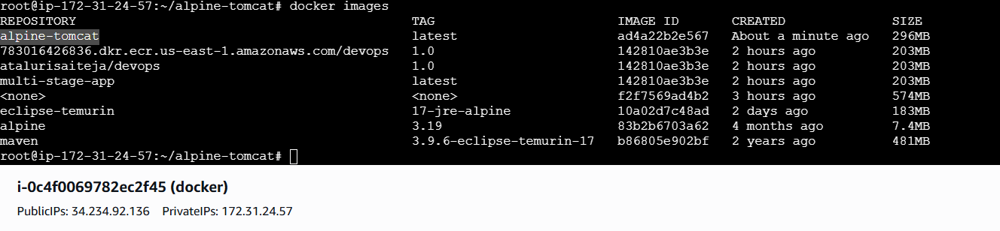 root@ip-172-31-24-57:~/alpine-tomcat# docker images
REPOSITORY TAG IMAGE ID CREATED SIZE
alpine-tomcat latest ad4a22b2e567 About a minute ago 296MB
783016426836.dkr.ecr.us-east-1.amazonaws.com/devops 1.0 142810ae3b3e 2 hours ago 203MB
atalurisaiteja/devops 1.0 142810ae3b3e 2 hours ago 203MB
multi-stage-app latest 142810ae3b3e 2 hours ago 203MB
<none> <none> f2f7569ad4b2 3 hours ago 574MB
eclipse-temurin 17-jre-alpine 10a02d7c48ad 2 days ago 183MB
alpine 3.19 83b2b6703a62 4 months ago 7.4MB
maven 3.9.6-eclipse-temurin-17 b86805e902bf 2 years ago 481MB
root@ip-172-31-24-57:~/alpine-tomcat#
i-0c4f0069782ec2f45 (docker)
PublicIPs: 34.234.92.136 PrivateIPs: 172.31.24.57